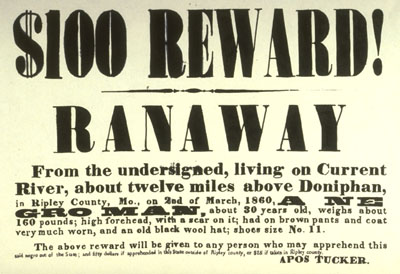 $100 REWARD!
RANAWAY
From the undersigned, living on Current
River, about twelve miles above Doniphan,
in Ripley County, Mo., on 2nd of March, 1860, A NE
GRO MAN, about 30 years old, weighs about
160 pounds; high forehead, with a scar on it; had on brown pants and coat
very much worn, and an old black wool hat; shoes size No. 11.
The above reward will be given to any person who may apprehend this
said negro out of the State; and fifty dollars if apprehended in this State outside of Ripley county, or $25 if taken in Ripley county.
APOS TUCKER.